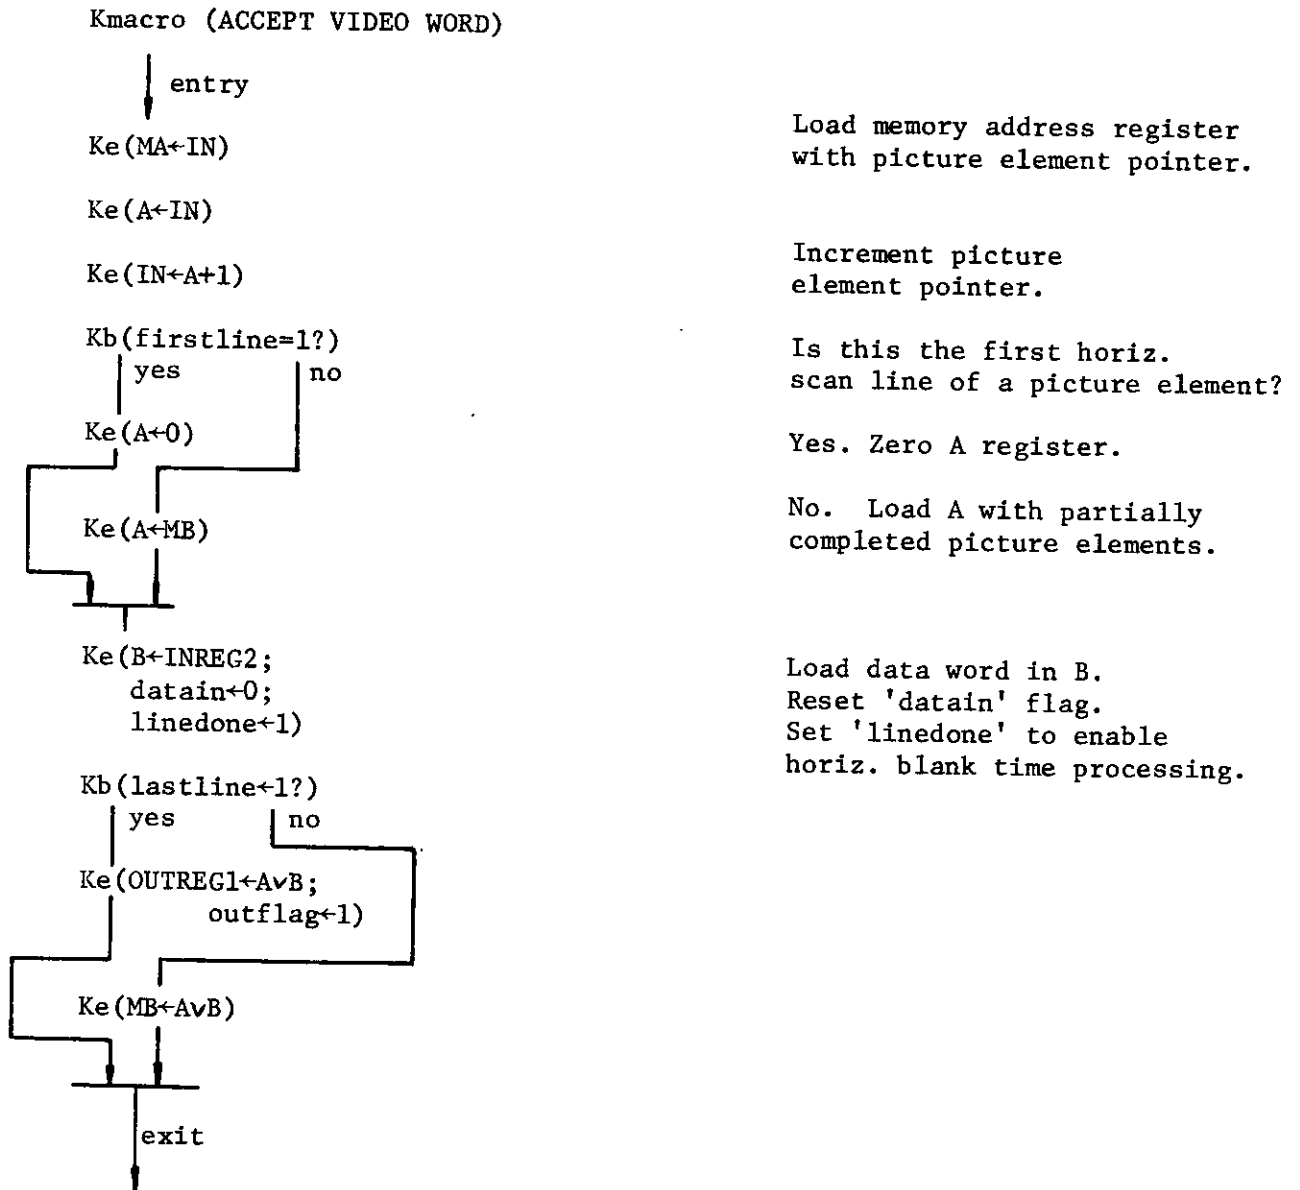 Kmacro (ACCEPT VIDEO WORD)
entry
Ke(MA←IN)
Load memory address register
with picture element pointer.
Ke(A←IN)
Ke(IN←A+1)
Increment picture
element pointer.
Kb(firstline=1?)
yes
no
Is this the first horiz.
scan line of a picture element?
Ke(A←0)
Yes. Zero A register.
Ke(A←MB)
No. Load A with partially
completed picture elements.
Ke(B←INREG2;
datain←0;
linedone←1)
Load data word in B.
Reset 'datain' flag.
Set 'linedone' to enable
horiz. blank time processing.
Kb(lastline←1?)
yes
no
Ke(OUTREG1←A∨B;
outflag←1)
Ke(MB←A∨B)
exit